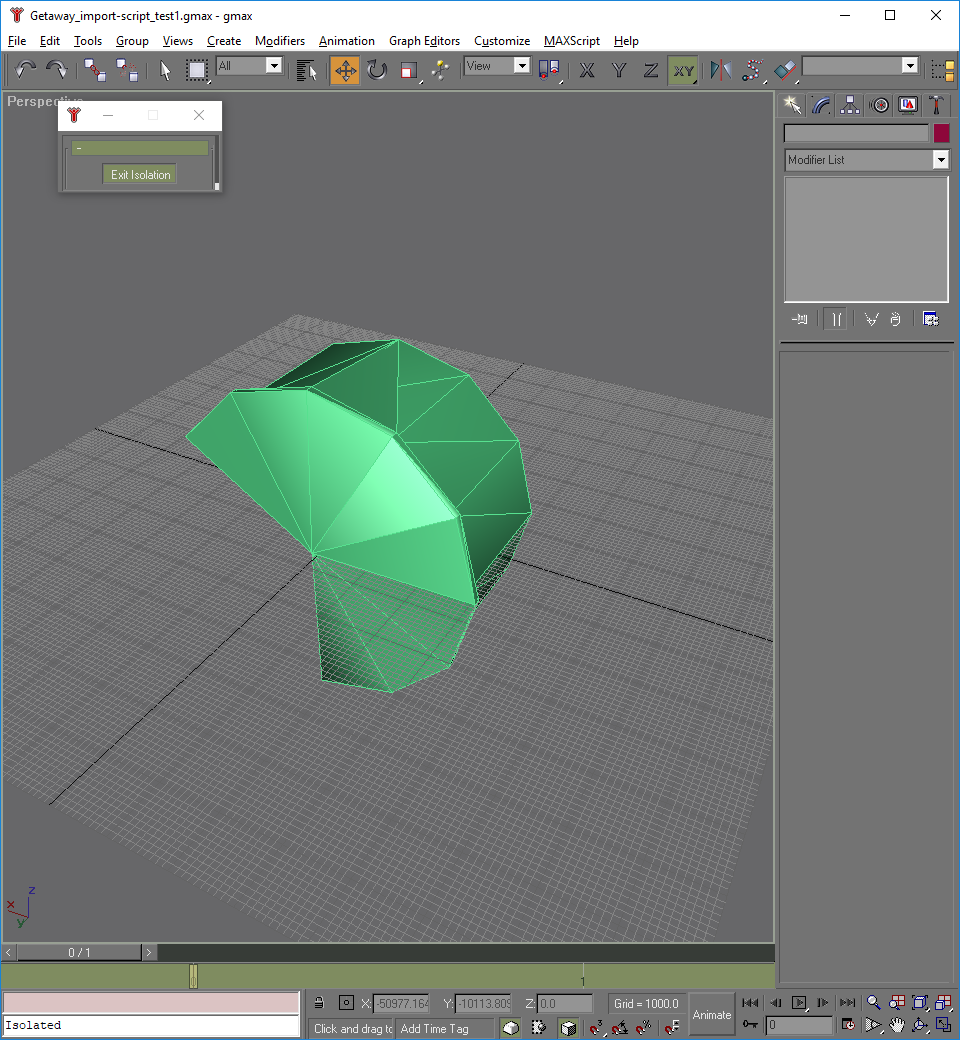 Getaway_import-script_test1.gmax - gmax
File Edit Tools Group Views Create Modifiers Animation Graph Editors Customize MAXScript Help
All View X Y Z XY
Perspective
-
Exit Isolation
Modifier List
z
x
y
0 / 1
1
X: -50977.164 Y: -10113.809 Z: 0.0 Grid = 1000.0
Animate
0
Isolated
Click and drag to Add Time Tag